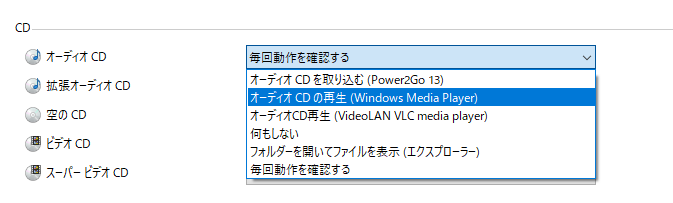 CD
オーディオ CD
毎回動作を確認する
拡張オーディオ CD
空の CD
ビデオ CD
スーパー ビデオ CD
オーディオ CD を取り込む (Power2Go 13)
オーディオ CD の再生 (Windows Media Player)
オーディオCD再生 (VideoLAN VLC media player)
何もしない
フォルダーを開いてファイルを表示 (エクスプローラー)
毎回動作を確認する